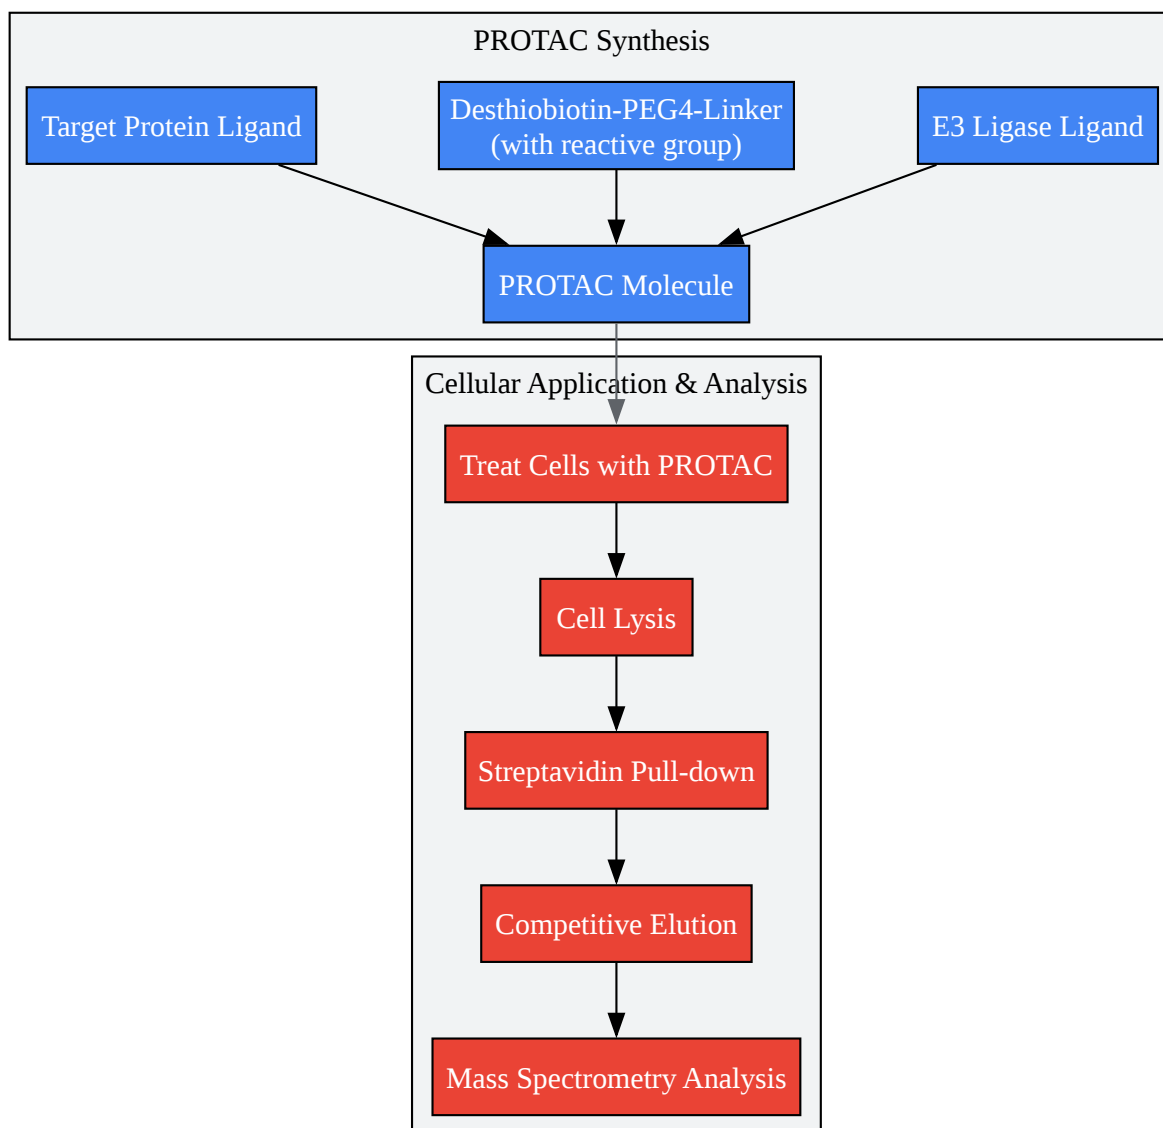 PROTAC Synthesis
Target Protein Ligand
Desthiobiotin-PEG4-Linker
(with reactive group)
E3 Ligase Ligand
PROTAC Molecule
Cellular Application & Analysis
Treat Cells with PROTAC
Cell Lysis
Streptavidin Pull-down
Competitive Elution
Mass Spectrometry Analysis